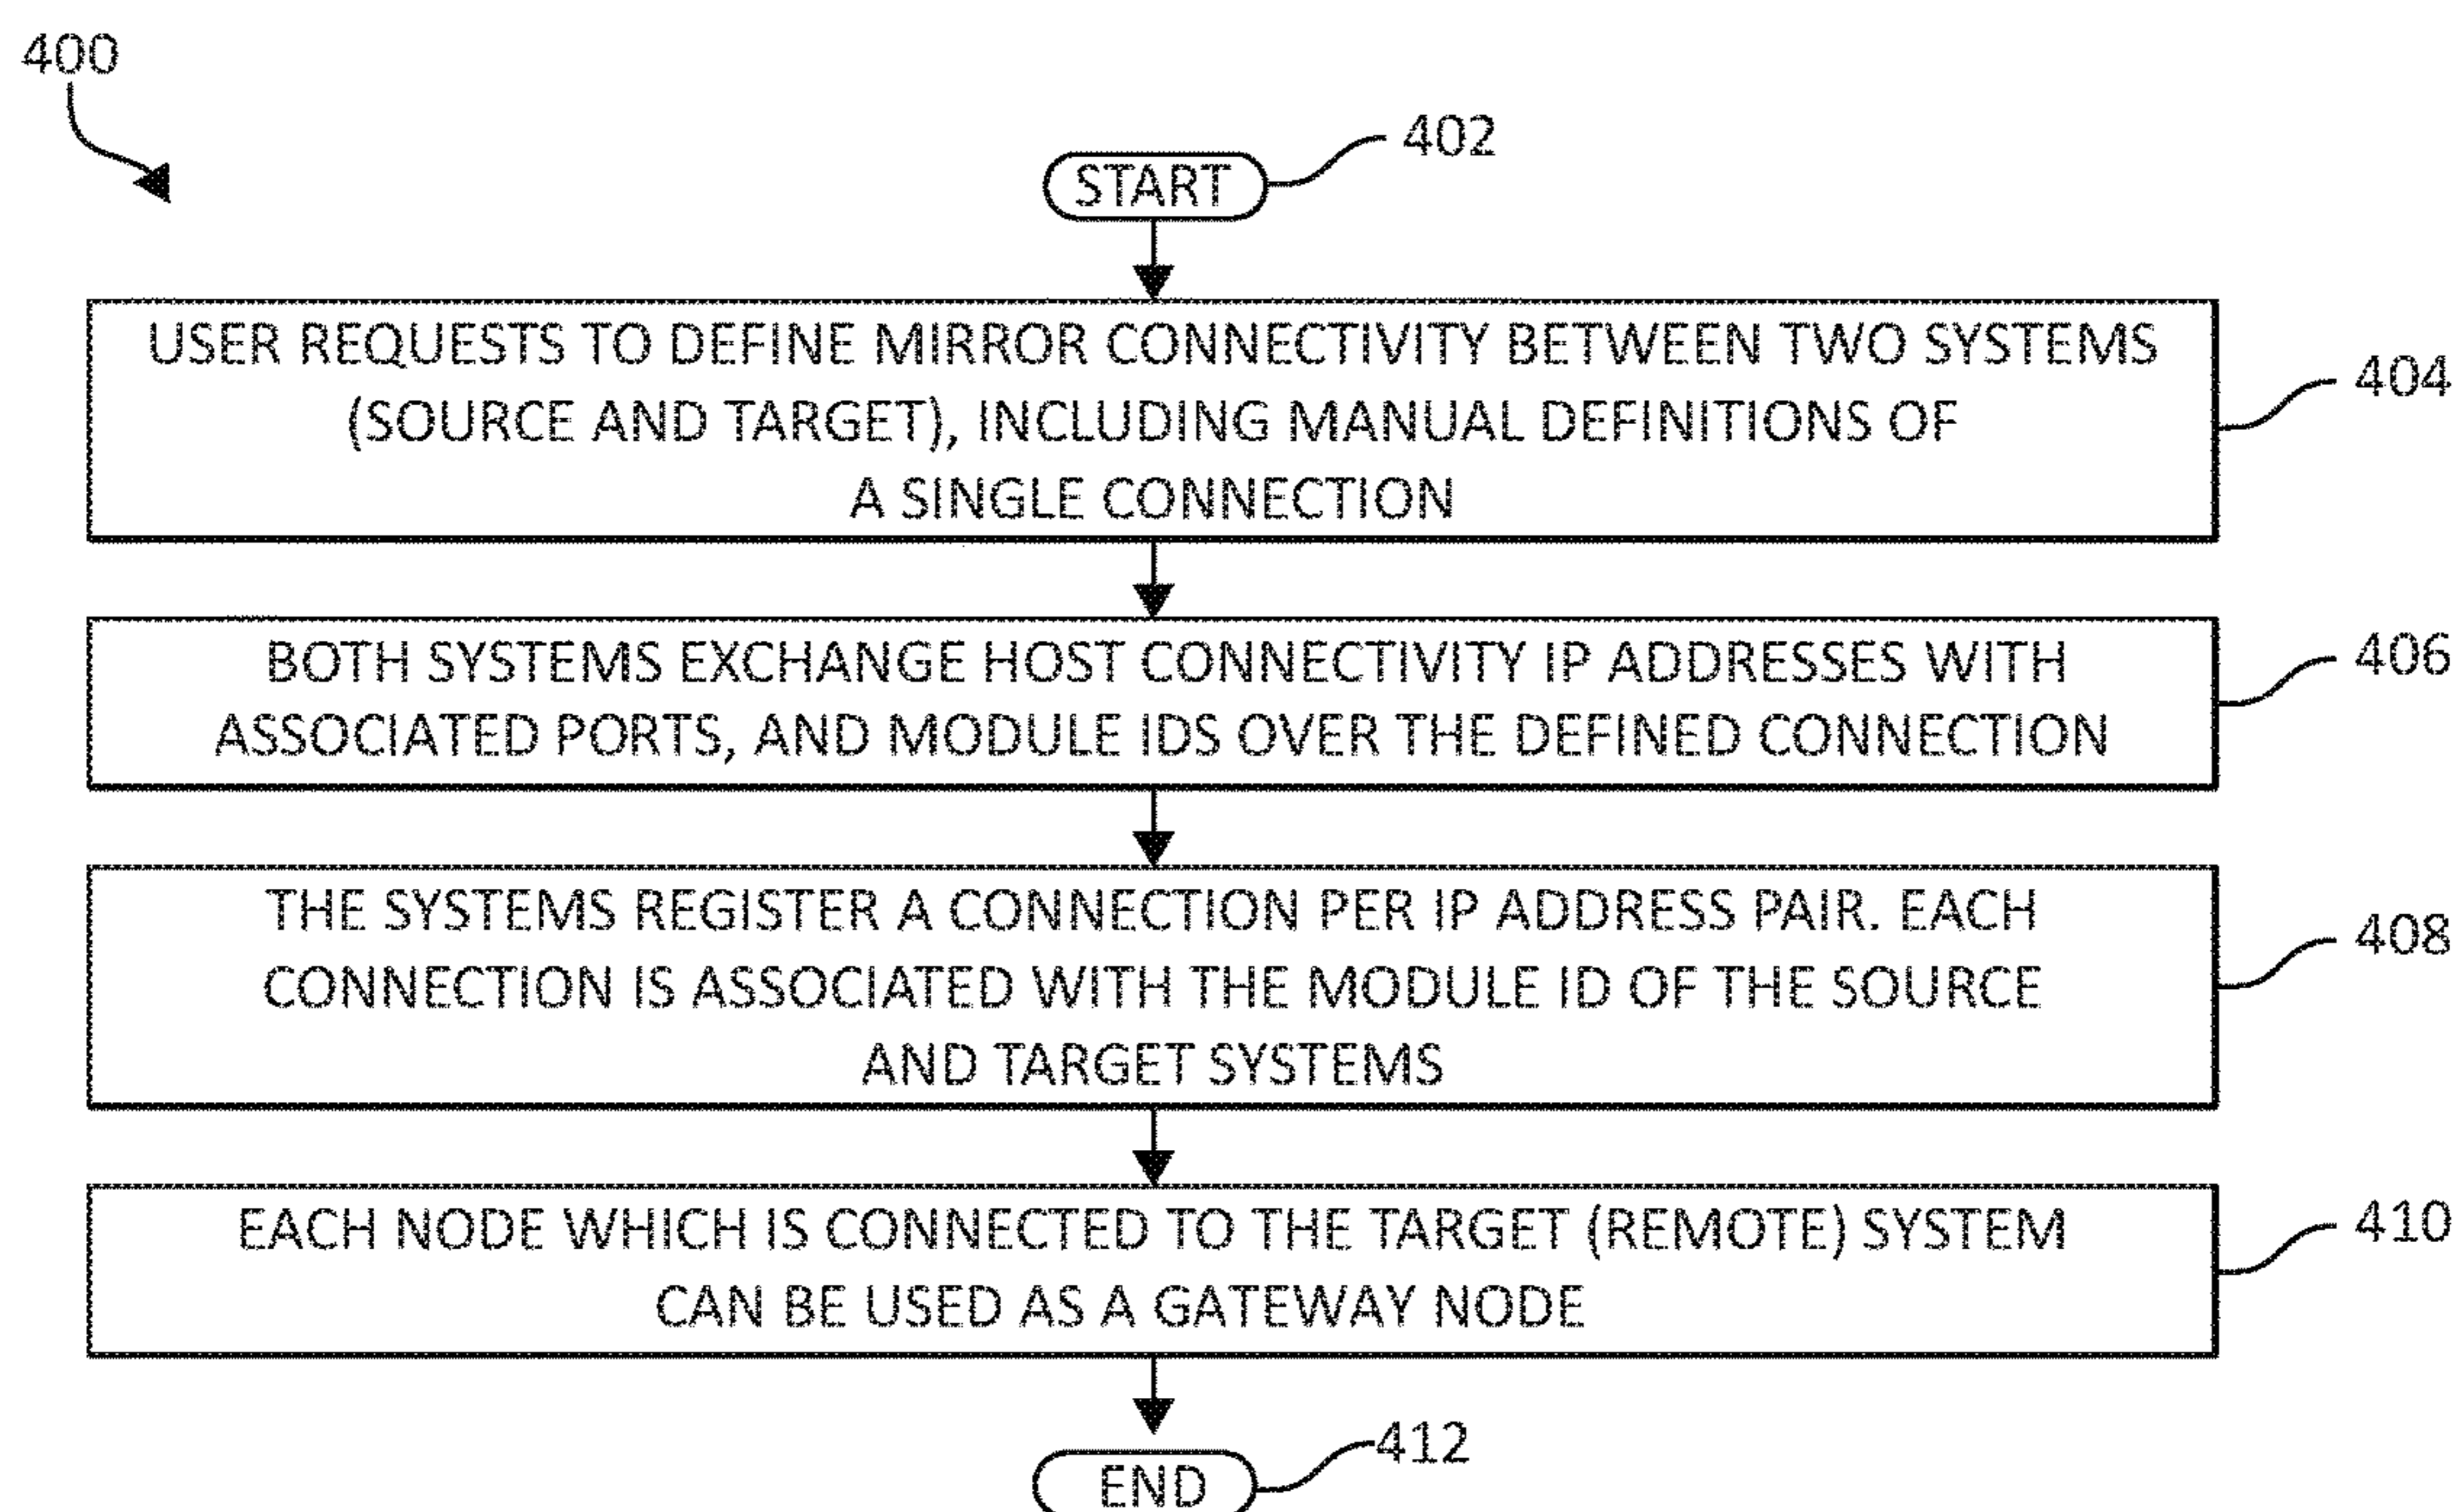 400
402
START
USER REQUESTS TO DEFINE MIRROR CONNECTIVITY BETWEEN TWO SYSTEMS
(SOURCE AND TARGET), INCLUDING MANUAL DEFINITIONS OF
A SINGLE CONNECTION
404
BOTH SYSTEMS EXCHANGE HOST CONNECTIVITY IP ADDRESSES WITH
ASSOCIATED PORTS, AND MODULE IDS OVER THE DEFINED CONNECTION
406
THE SYSTEMS REGISTER A CONNECTION PER IP ADDRESS PAIR. EACH
CONNECTION IS ASSOCIATED WITH THE MODULE ID OF THE SOURCE
AND TARGET SYSTEMS
408
EACH NODE WHICH IS CONNECTED TO THE TARGET (REMOTE) SYSTEM
CAN BE USED AS A GATEWAY NODE
410
412
END